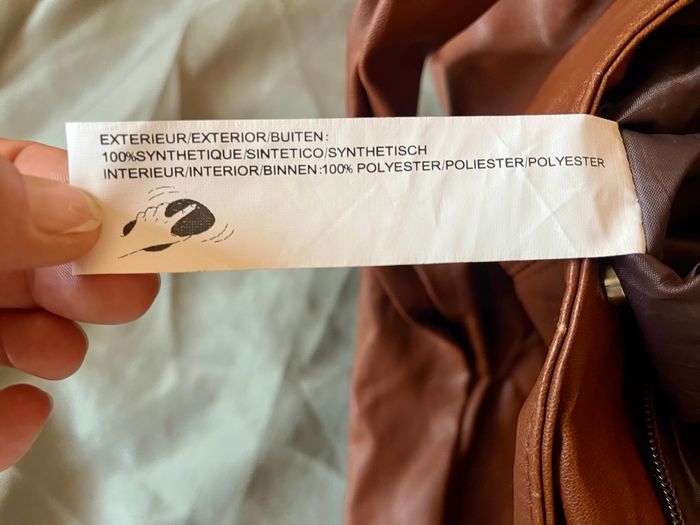 EXTERIEUR/EXTERIOR/BUITEN:
100%SYNTHETIQUE/SINTETICO/SYNTHETISCH
INTERIEUR/INTERIOR/BINNEN:100% POLYESTER/POLIESTER/POLYESTER